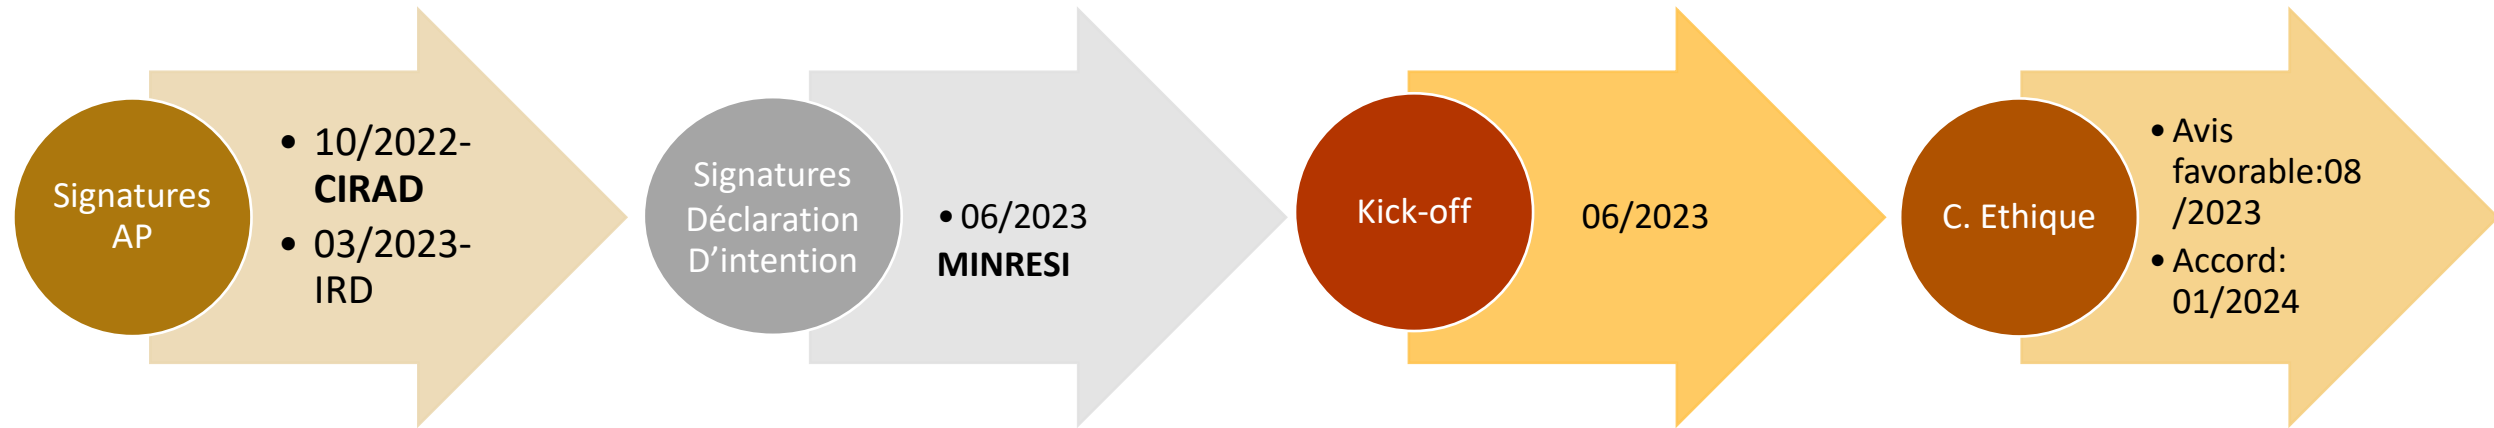 Signatures
AP
• 10/2022-
CIRAD
• 03/2023-
IRD
Signatures
Déclaration
D’intention
• 06/2023
MINRESI
Kick-off
06/2023
C. Ethique
• Avis
favorable:08
/2023
• Accord:
01/2024